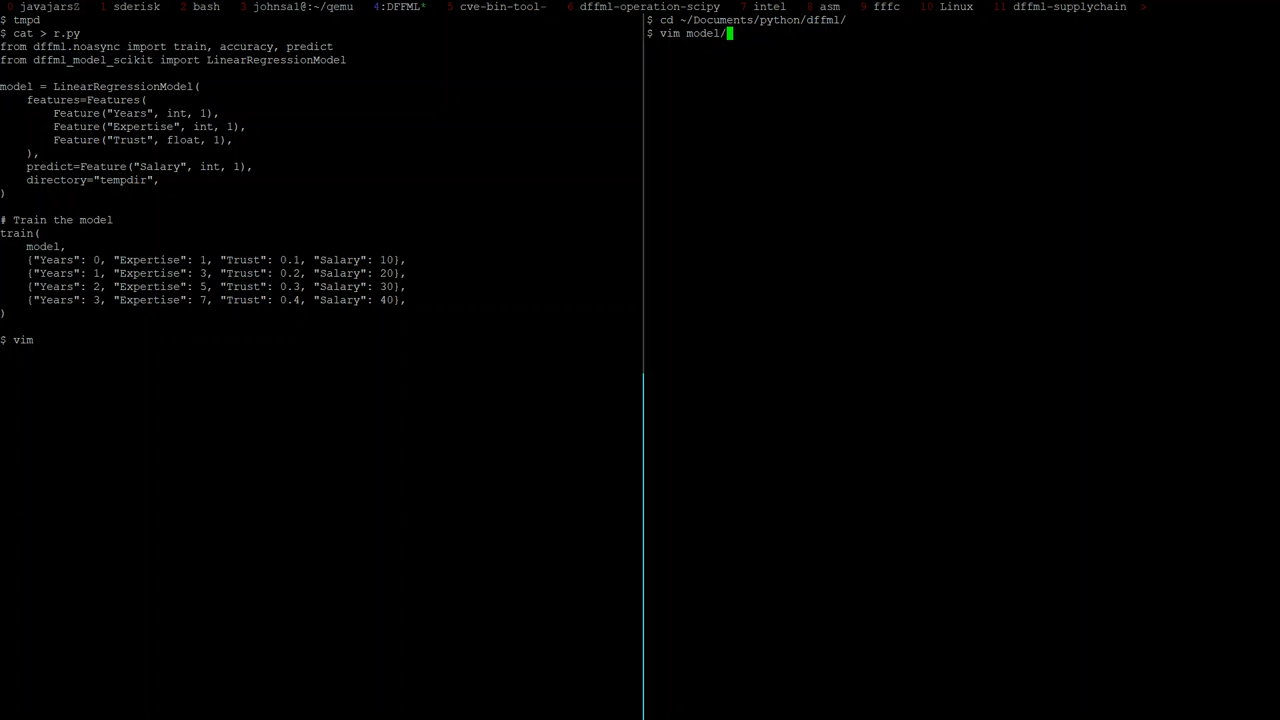 0 javajarsZ 1 sderisk 2 bash 3 johnsal@:~/qemu 4:DFFML* 5 cve-bin-tool- 6 dffml-operation-scipy 7 intel 8 asm 9 fffc 10 Linux 11 dffml-supplychain >
$ tmpd
$ cat > r.py
from dffml.noasync import train, accuracy, predict
from dffml_model_scikit import LinearRegressionModel
model = LinearRegressionModel(
    features=Features(
        Feature("Years", int, 1),
        Feature("Expertise", int, 1),
        Feature("Trust", float, 1),
    ),
    predict=Feature("Salary", int, 1),
    directory="tempdir",
)
# Train the model
train(
    model,
    {"Years": 0, "Expertise": 1, "Trust": 0.1, "Salary": 10},
    {"Years": 1, "Expertise": 3, "Trust": 0.2, "Salary": 20},
    {"Years": 2, "Expertise": 5, "Trust": 0.3, "Salary": 30},
    {"Years": 3, "Expertise": 7, "Trust": 0.4, "Salary": 40},
)
$ vim
$ cd ~/Documents/python/dffml/
$ vim model/